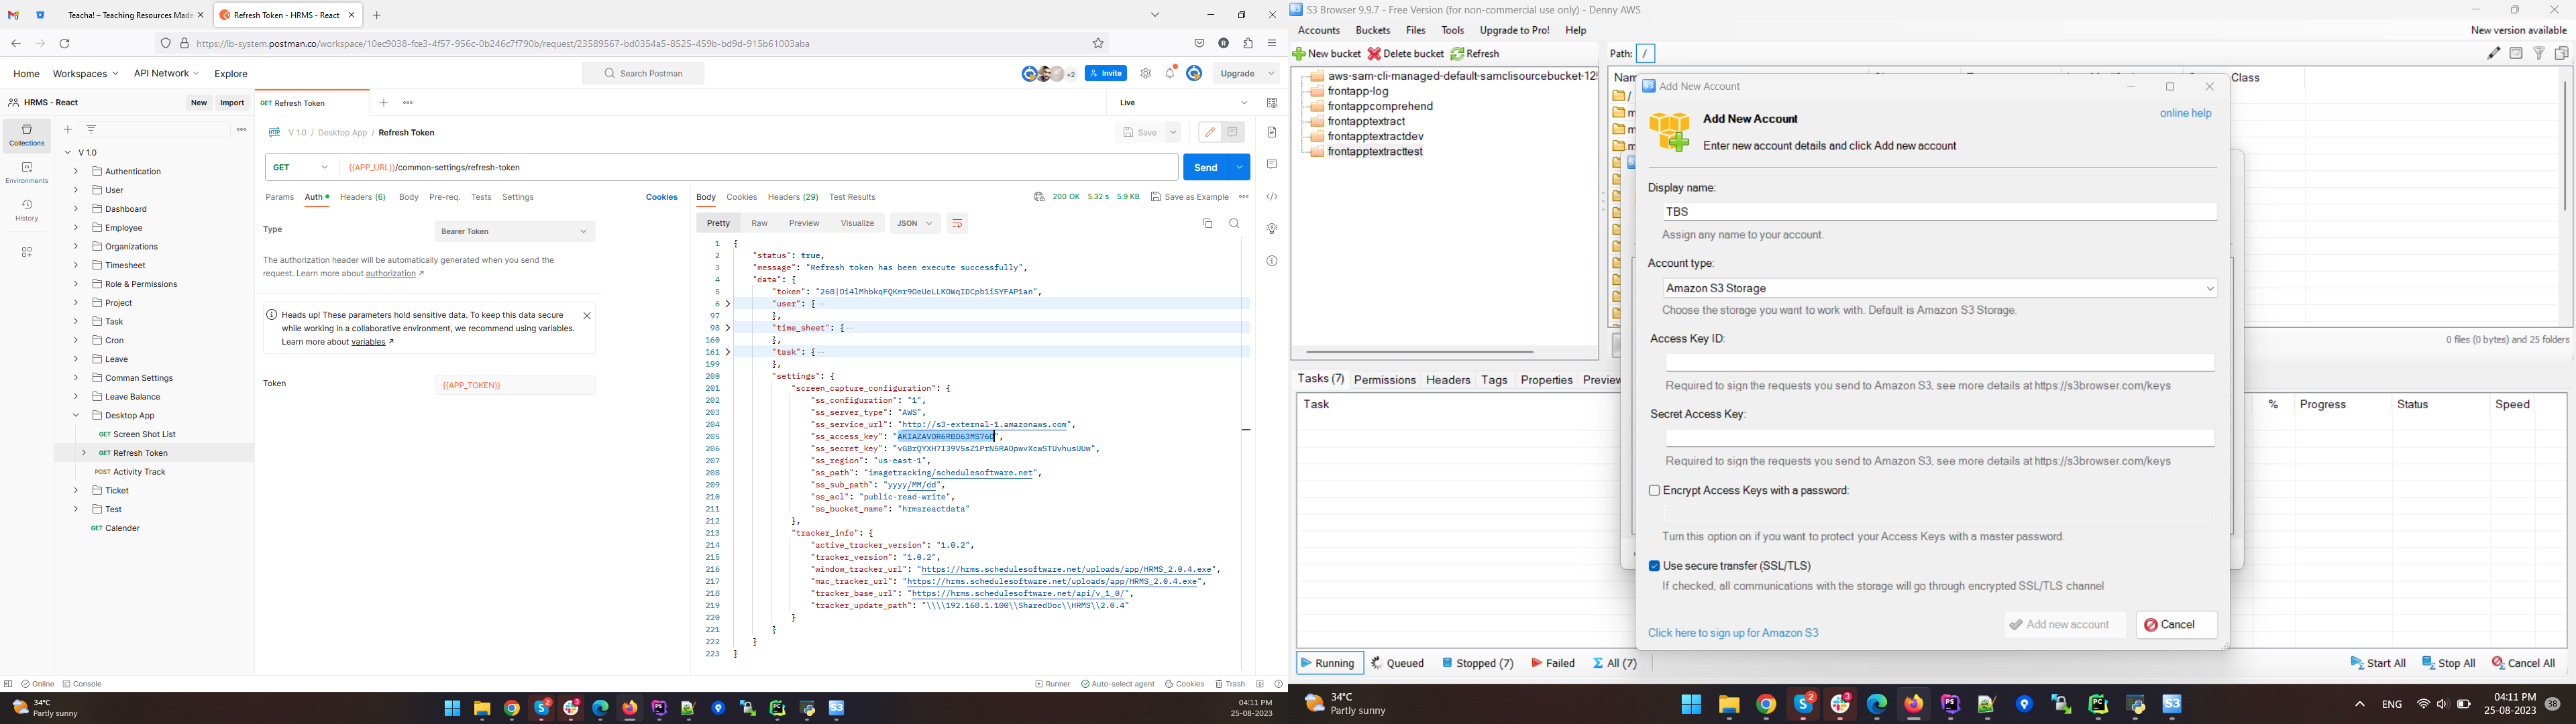 Teacha! – Teaching Resources Made
Refresh Token - HRMS - React
https://ib-system.postman.co/workspace/10ec9038-fce3-4f57-956c-0b246c7f790b/request/23589567-bd0354a5-8525-459b-bd9d-915b61003aba
Home Workspaces API Network Explore
Search Postman
+2 Invite Upgrade
HRMS - React New Import
GET Refresh Token
Live
Collections
Environments
History
V 1.0
Authentication
User
Dashboard
Employee
Organizations
Timesheet
Role & Permissions
Project
Task
Cron
Leave
Comman Settings
Leave Balance
Desktop App
GET Screen Shot List
GET Refresh Token
POST Activity Track
Ticket
Test
GET Calender
HTTP V 1.0 / Desktop App / Refresh Token
Save
GET {{APP_URL}}/common-settings/refresh-token Send
Params Auth Headers (6) Body Pre-req. Tests Settings Cookies
Type Bearer Token
The authorization header will be automatically generated when you send the
request. Learn more about authorization ↗
Heads up! These parameters hold sensitive data. To keep this data secure
while working in a collaborative environment, we recommend using variables.
Learn more about variables ↗
Token {{APP_TOKEN}}
Body Cookies Headers (29) Test Results 200 OK 5.32 s 5.9 KB Save as Example
Pretty Raw Preview Visualize JSON
1 {
2 "status": true,
3 "message": "Refresh token has been execute successfully",
4 "data": {
5 "token": "268|Di4lMhbkqFQKmr9OeUeLLKOWqIDCpb1iSYFAP1an",
6 "user": {
97 },
98 "time_sheet": {
160 },
161 "task": {
199 },
200 "settings": {
201 "screen_capture_configuration": {
202 "ss_configuration": "1",
203 "ss_server_type": "AWS",
204 "ss_service_url": "http://s3-external-1.amazonaws.com",
205 "ss_access_key": "AKIAZAVOR6RBD63MS76D",
206 "ss_secret_key": "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",
207 "ss_region": "us-east-1",
208 "ss_path": "imagetracking/schedulesoftware.net",
209 "ss_sub_path": "yyyy/MM/dd",
210 "ss_acl": "public-read-write",
211 "ss_bucket_name": "hrmsreactdata"
212 },
213 "tracker_info": {
214 "active_tracker_version": "1.0.2",
215 "tracker_version": "1.0.2",
216 "window_tracker_url": "https://hrms.schedulesoftware.net/uploads/app/HRMS_2.0.4.exe",
217 "mac_tracker_url": "https://hrms.schedulesoftware.net/uploads/app/HRMS_2.0.4.exe",
218 "tracker_base_url": "https://hrms.schedulesoftware.net/api/v_1_0/",
219 "tracker_update_path": "\\\\192.168.1.100\\SharedDoc\\HRMS\\2.0.4"
220 }
221 }
222 }
223 }
Online Console
Runner Auto-select agent Cookies Trash
34°C
Partly sunny
04:11 PM
25-08-2023
S3 Browser 9.9.7 - Free Version (for non-commercial use only) - Denny AWS
Accounts Buckets Files Tools Upgrade to Pro! Help New version available
New bucket Delete bucket Refresh
Path: /
aws-sam-cli-managed-default-samclisourcebucket-125
frontapp-log
frontappcomprehend
frontapptextract
frontapptextractdev
frontapptextracttest
Class
0 files (0 bytes) and 25 folders
Tasks (7) Permissions Headers Tags Properties Preview
Task % Progress Status Speed
Running Queued Stopped (7) Failed All (7) Start All Stop All Cancel All
Add New Account
online help
Add New Account
Enter new account details and click Add new account
Display name:
TBS
Assign any name to your account.
Account type:
Amazon S3 Storage
Choose the storage you want to work with. Default is Amazon S3 Storage.
Access Key ID:
Required to sign the requests you send to Amazon S3, see more details at https://s3browser.com/keys
Secret Access Key:
Required to sign the requests you send to Amazon S3, see more details at https://s3browser.com/keys
Encrypt Access Keys with a password:
Turn this option on if you want to protect your Access Keys with a master password.
Use secure transfer (SSL/TLS)
If checked, all communications with the storage will go through encrypted SSL/TLS channel
Click here to sign up for Amazon S3
Add new account Cancel
34°C
Partly sunny
ENG
04:11 PM
25-08-2023
38